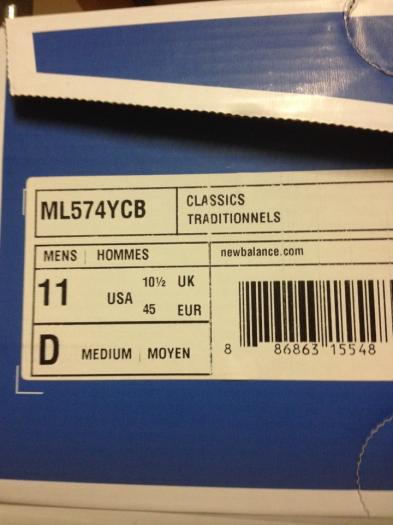 ML574YCB
CLASSICS
TRADITIONNELS
MENS | HOMMES
newbalance.com
11 USA
10½ UK
45 EUR
D MEDIUM | MOYEN
8 86863 15548